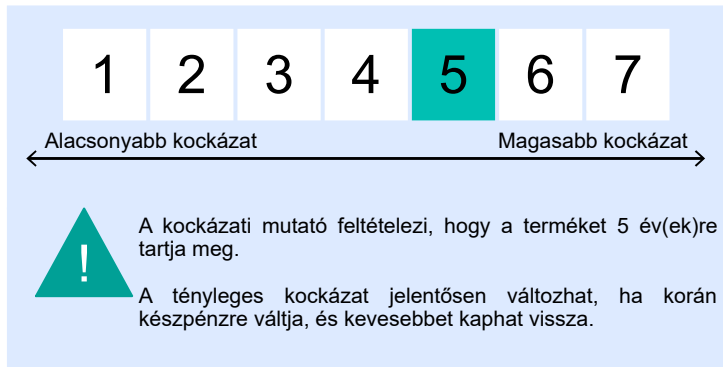 1 2 3 4 5 6 7
Alacsonyabb kockázat Magasabb kockázat
! A kockázati mutató feltételezi, hogy a terméket 5 év(ek)re
tartja meg.
A tényleges kockázat jelentősen változhat, ha korán
készpénzre váltja, és kevesebbet kaphat vissza.